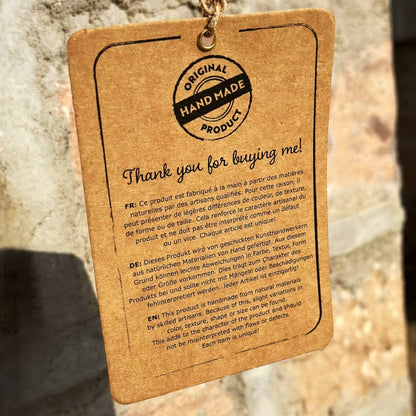 ORIGINAL
HAND MADE
PRODUCT
Thank you for buying me!
FR: Ce produit est fabriqué à la main à partir des matières
naturelles par des artisans qualifiés. Pour cette raison, il
peut présenter de légères différences de couleur, de texture,
de forme ou de taille. Cela renforce le caractère artisanal du
produit et ne doit pas être interprété comme un défaut
ou un vice. Chaque article est unique!
DE: Dieses Produkt wird von geschickten Kunsthandwerkern
aus natürlichen Materialien von Hand gefertigt. Aus diesem
Grund können leichte Abweichungen in Farbe, Textur, Form
oder Größe vorkommen. Dies trägt zum Charakter des
Produkts bei und sollte nicht mit Mängeln oder Beschädigungen
fehlinterpretiert werden. Jeder Artikel ist einzigartig!
EN: This product is handmade from natural materials
by skilled artisans. Because of this, slight variations in
color, texture, shape or size can be found.
This adds to the character of the product and should
not be misinterpreted with flaws or defects.
Each item is unique!